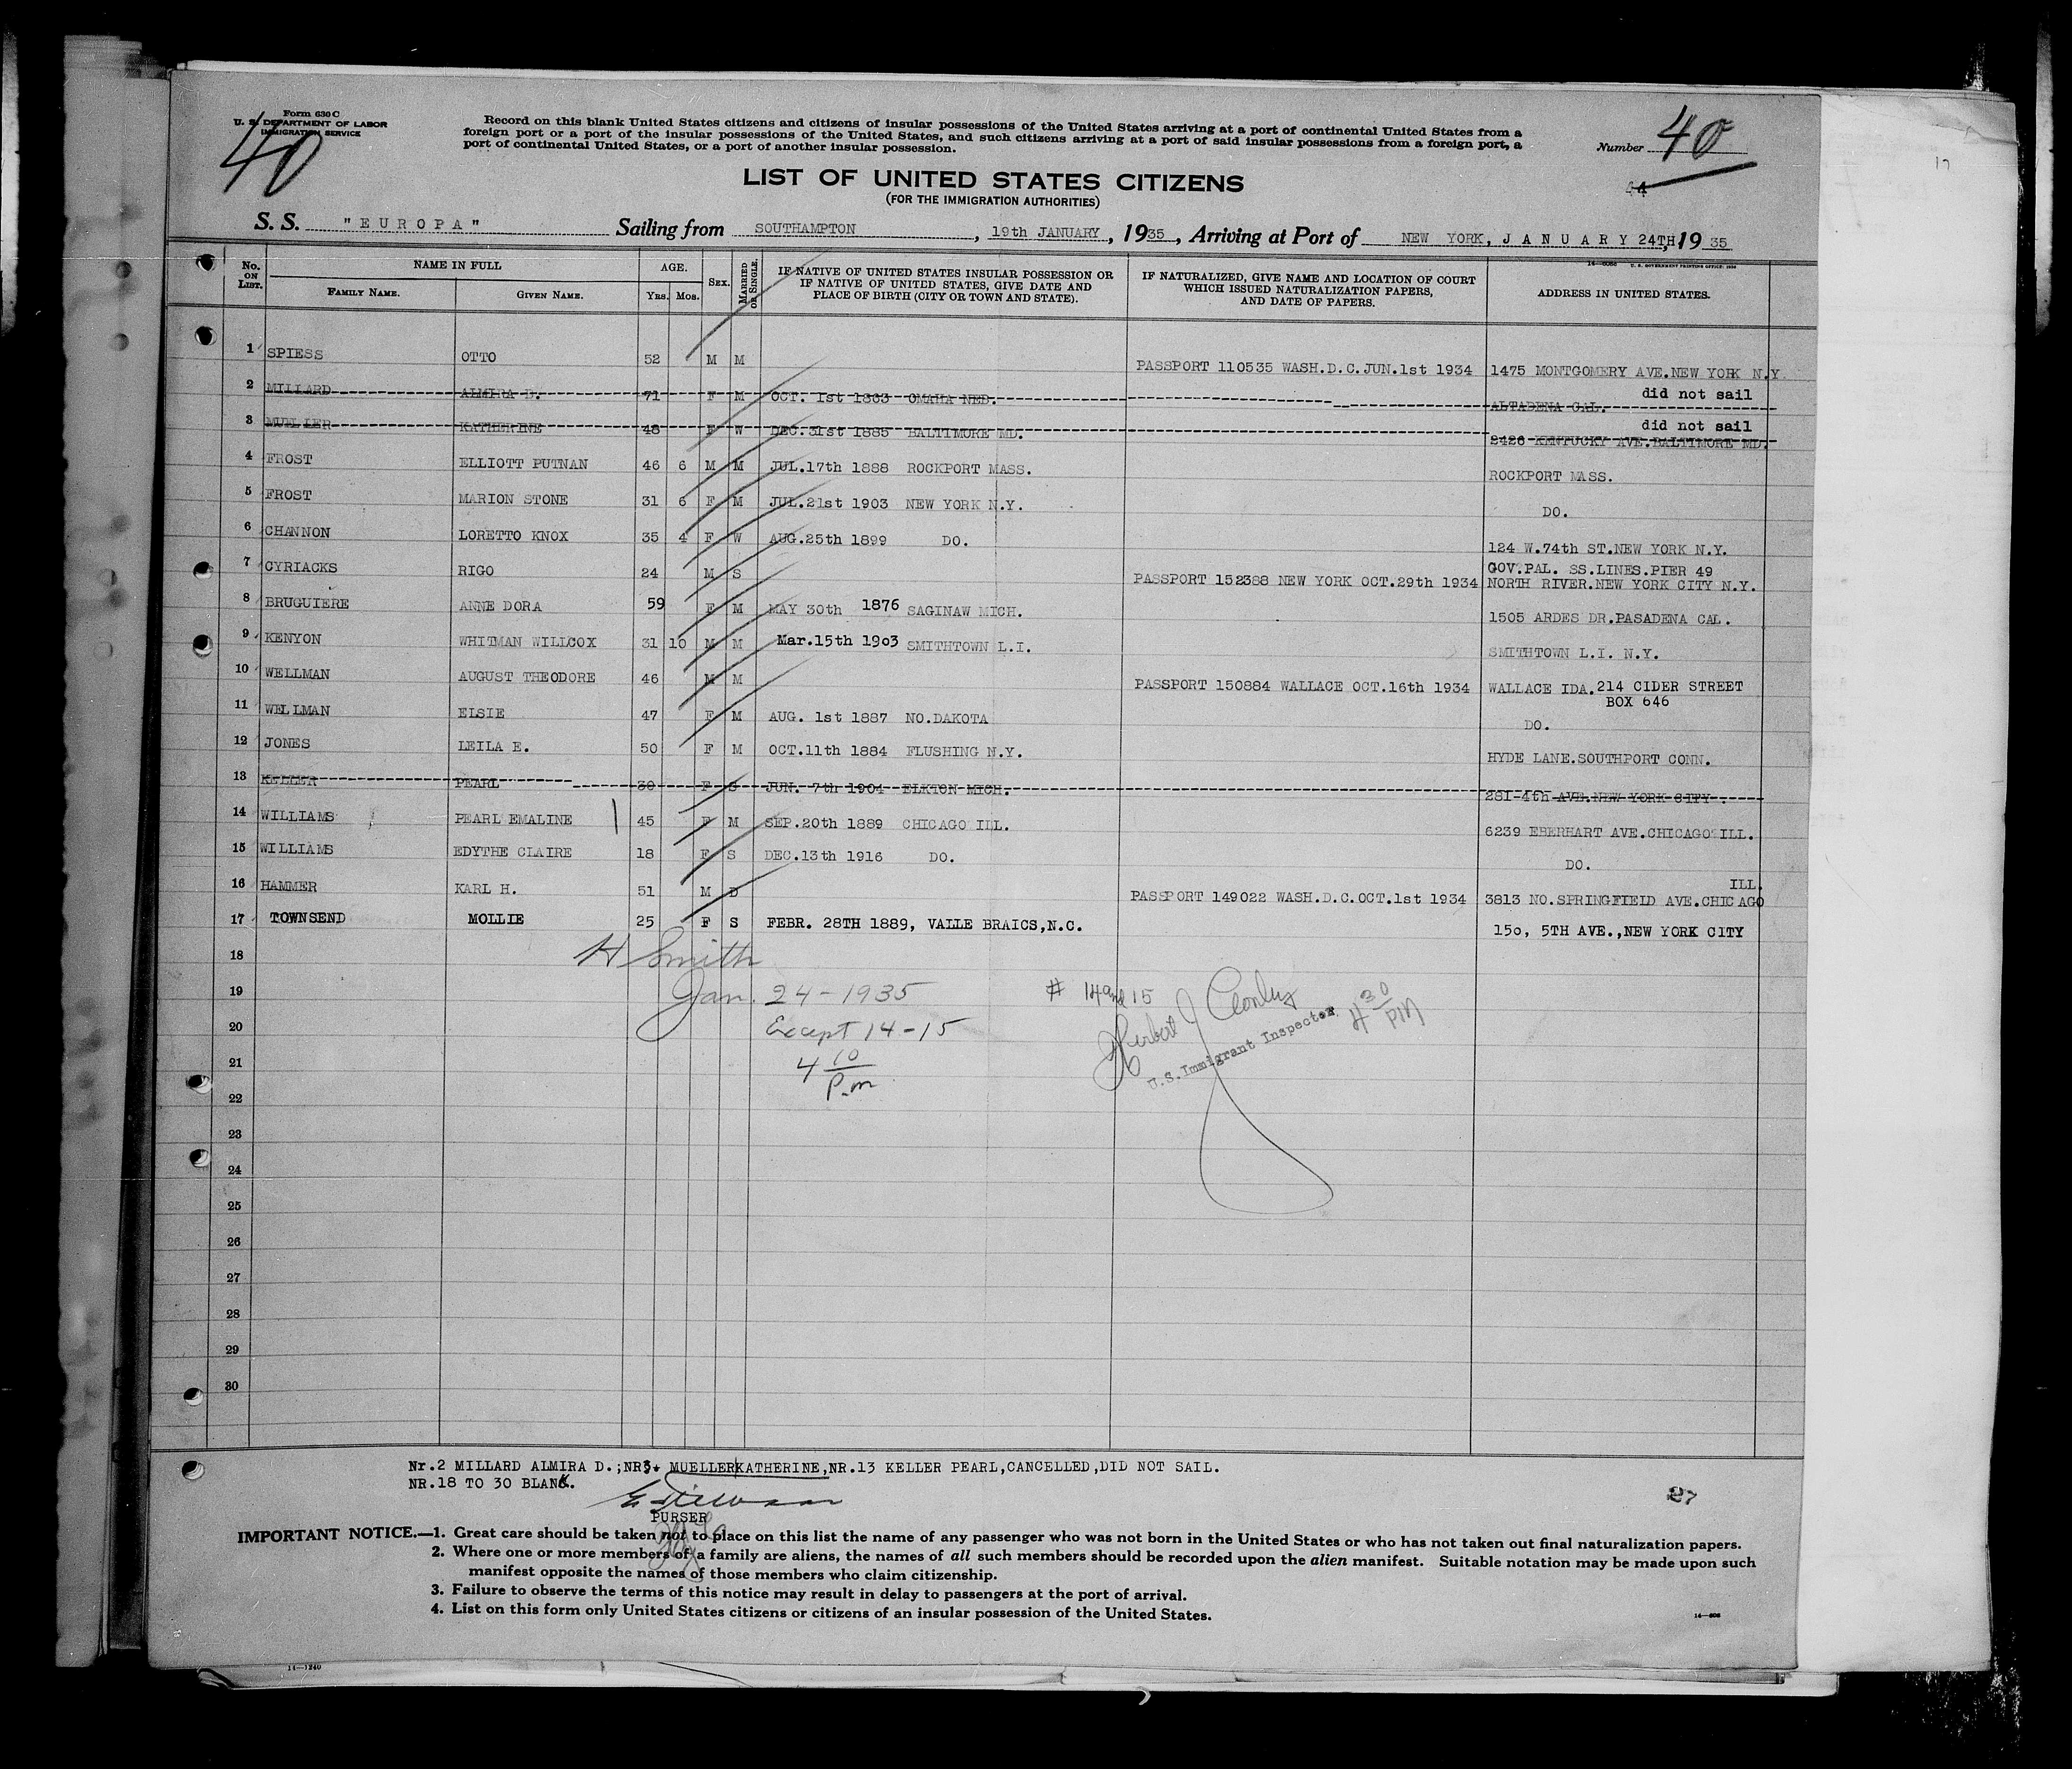 Form 630 C
U. S. DEPARTMENT OF LABOR
IMMIGRATION SERVICE
40
Record on this blank United States citizens and citizens of insular possessions of the United States arriving at a port of continental United States from a
foreign port or a port of the insular possessions of the United States, and such citizens arriving at a port of said insular possessions from a foreign port, a
port of continental United States, or a port of another insular possession.
Number 40
44
LIST OF UNITED STATES CITIZENS
(FOR THE IMMIGRATION AUTHORITIES)
S. S. "EUROPA" Sailing from SOUTHAMPTON, 19th JANUARY, 1935, Arriving at Port of NEW YORK, JANUARY 24TH, 1935
U. S. GOVERNMENT PRINTING OFFICE
No. ON LIST. NAME IN FULL AGE. SEX. MARRIED OR SINGLE. IF NATIVE OF UNITED STATES INSULAR POSSESSION OR IF NATIVE OF UNITED STATES, GIVE DATE AND PLACE OF BIRTH (CITY OR TOWN AND STATE). IF NATURALIZED, GIVE NAME AND LOCATION OF COURT WHICH ISSUED NATURALIZATION PAPERS, AND DATE OF PAPERS. ADDRESS IN UNITED STATES.
FAMILY NAME. GIVEN NAME. Yrs. Mos.
1 SPIESS OTTO 52 M M PASSPORT 110535 WASH.D.C.JUN.1st 1934 1475 MONTGOMERY AVE.NEW YORK N.Y.
2 MILLARD ALMIRA D. 71 F M OCT. 1st 1863 OMAHA NEB. did not sail
ALTADENA CAL.
3 MUELLER KATHERINE 48 F W DEC.31st 1885 BALTIMORE MD. did not sail
2426 KENTUCKY AVE.BALTIMORE MD.
4 FROST ELLIOTT PUTNAN 46 6 M M JUL.17th 1888 ROCKPORT MASS. ROCKPORT MASS.
5 FROST MARION STONE 31 6 F M JUL.21st 1903 NEW YORK N.Y. DO.
6 CHANNON LORETTO KNOX 35 4 F W AUG.25th 1899 DO. 124 W.74th ST.NEW YORK N.Y.
7 CYRIACKS RIGO 24 M S PASSPORT 152388 NEW YORK OCT.29th 1934 GOV.PAL. SS.LINES.PIER 49
NORTH RIVER.NEW YORK CITY N.Y.
8 BRUGUIERE ANNE DORA 59 F M MAY 30th 1876 SAGINAW MICH. 1505 ARDES DR.PASADENA CAL.
9 KENYON WHITMAN WILLCOX 31 10 M M Mar.15th 1903 SMITHTOWN L.I. SMITHTOWN L.I. N.Y.
10 WELLMAN AUGUST THEODORE 46 M M PASSPORT 150884 WALLACE OCT.16th 1934 WALLACE IDA.214 CIDER STREET
BOX 646
11 WELLMAN ELSIE 47 F M AUG. 1st 1887 NO.DAKOTA DO.
12 JONES LEILA E. 50 F M OCT.11th 1884 FLUSHING N.Y. HYDE LANE.SOUTHPORT CONN.
13 KELLER PEARL 30 F S JUN. 7th 1904 ELKTON MICH. 281-4th AVE.NEW YORK CITY.
14 WILLIAMS PEARL EMALINE 45 F M SEP.20th 1889 CHICAGO ILL. 6239 EBERHART AVE.CHICAGO ILL.
15 WILLIAMS EDYTHE CLAIRE 18 F S DEC.13th 1916 DO. DO.
16 HAMMER KARL H. 51 M D PASSPORT 149022 WASH.D.C.OCT.1st 1934 3813 NO.SPRINGFIELD AVE.CHICAGO ILL.
17 TOWNSEND MOLLIE 25 F S FEBR. 28TH 1889, VALLE BRAICS,N.C. 15o, 5TH AVE.,NEW YORK CITY
18
H Smith
19
Jan. 24-1935
# 14 and 15
20
Except 14-15
Herbert J
U.S. Immigrant Inspector
4 30 PM
21
4 10 P.m
22
23
24
25
26
27
28
29
30
Nr.2 MILLARD ALMIRA D.;NR3. MUELLER KATHERINE,NR.13 KELLER PEARL,CANCELLED,DID NOT SAIL.
NR.18 TO 30 BLANK.
27
PURSER
IMPORTANT NOTICE.—1. Great care should be taken not to place on this list the name of any passenger who was not born in the United States or who has not taken out final naturalization papers.
2. Where one or more members of a family are aliens, the names of all such members should be recorded upon the alien manifest. Suitable notation may be made upon such
manifest opposite the names of those members who claim citizenship.
3. Failure to observe the terms of this notice may result in delay to passengers at the port of arrival.
4. List on this form only United States citizens or citizens of an insular possession of the United States.
14—1240